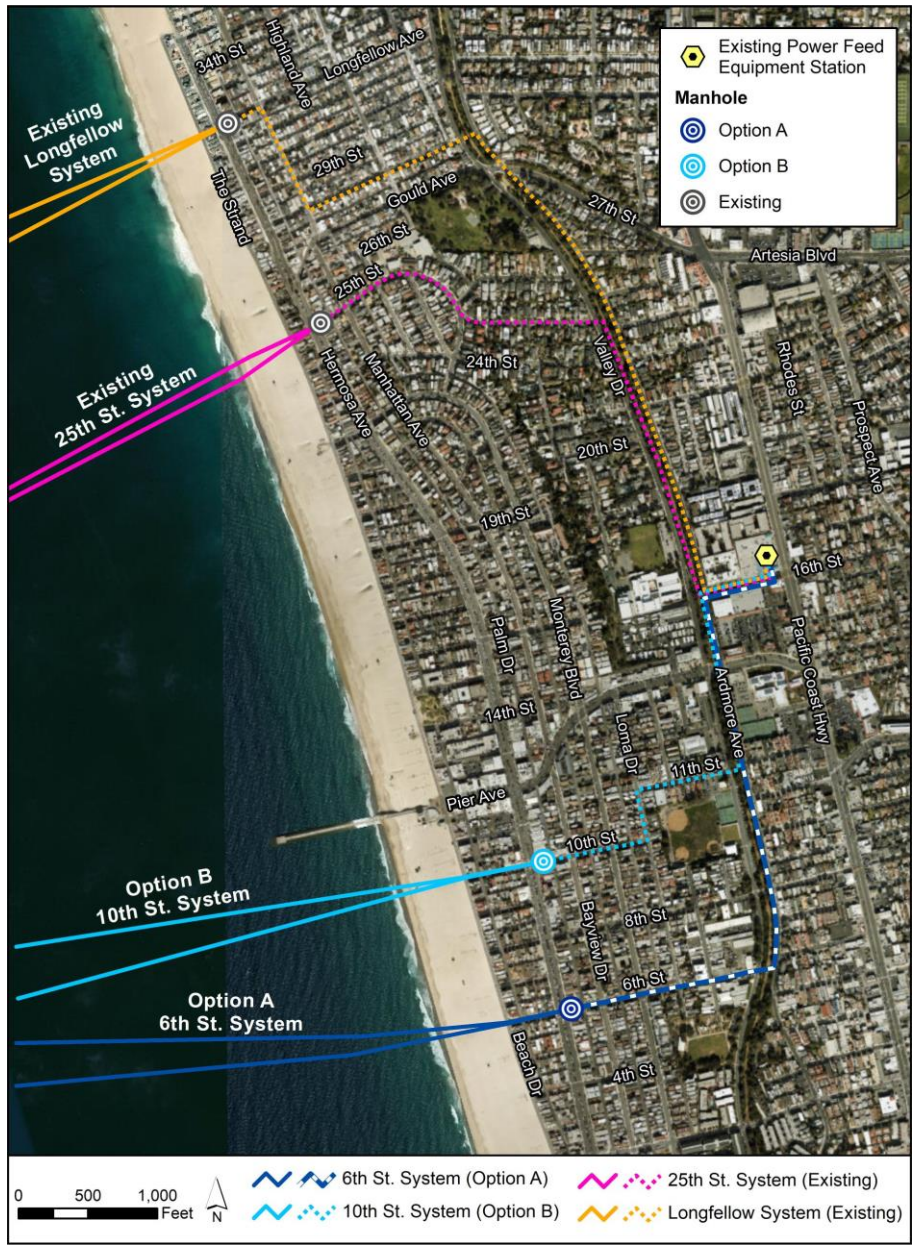 Existing Power Feed
Equipment Station
Manhole
Option A
Option B
Existing
34th St
Highland Ave
Longfellow Ave
Existing
Longfellow
System
29th St
The Strand
Gould Ave
27th St
26th St
Artesia Blvd
25th St
Existing
25th St. System
Hermosa Ave
Manhattan Ave
24th St
Valley Dr
Rhodes St
Prospect Ave
20th St
19th St
16th St
Monterey Blvd
Palm Dr
Pacific Coast Hwy
Ardmore Ave
14th St
Loma Dr
11th St
Pier Ave
10th St
Option B
10th St. System
Bayview Dr
8th St
6th St
Option A
6th St. System
Beach Dr
4th St
0 500 1,000
Feet
N
6th St. System (Option A)
10th St. System (Option B)
25th St. System (Existing)
Longfellow System (Existing)